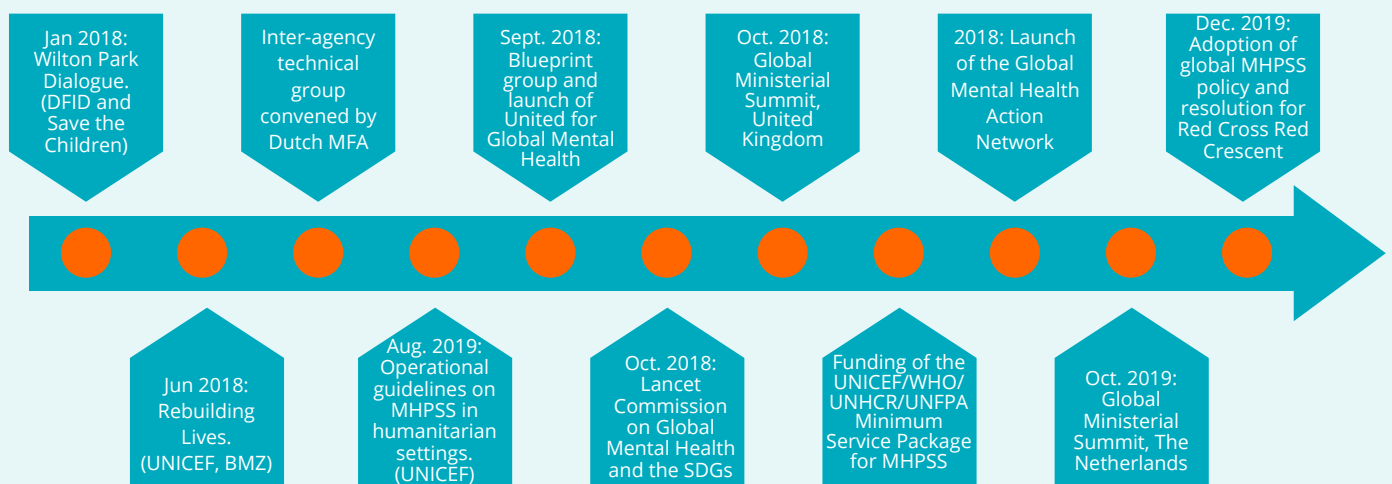 Jan 2018:
Wilton Park
Dialogue.
(DFID and
Save the
Children)
Inter-agency
technical
group
convened by
Dutch MFA
Sept. 2018:
Blueprint
group and
launch of
United for
Global Mental
Health
Oct. 2018:
Global
Ministerial
Summit,
United
Kingdom
2018: Launch
of the Global
Mental Health
Action
Network
Dec. 2019:
Adoption of
global MHPSS
policy and
resolution for
Red Cross Red
Crescent
Jun 2018:
Rebuilding
Lives.
(UNICEF, BMZ)
Aug. 2019:
Operational
guidelines on
MHPSS in
humanitarian
settings.
(UNICEF)
Oct. 2018:
Lancet
Commission
on Global
Mental Health
and the SDGs
Funding of the
UNICEF/WHO/
UNHCR/UNFPA
Minimum
Service Package
for MHPSS
Oct. 2019:
Global
Ministerial
Summit, The
Netherlands